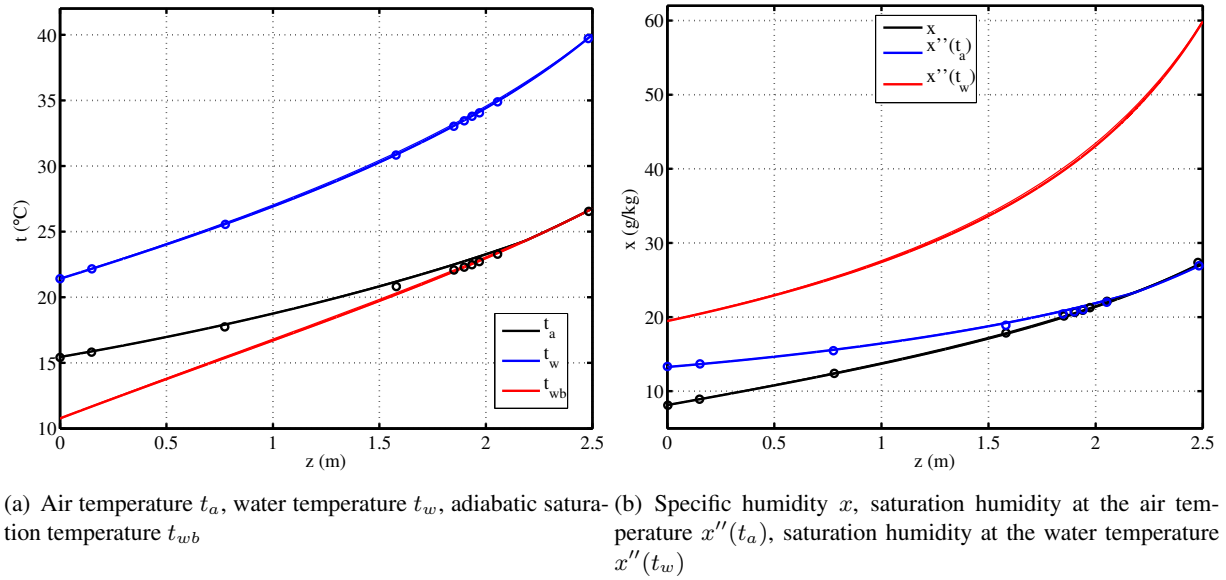 40
35
30
25
20
15
10
t (°C)
0
0.5
1
1.5
2
2.5
z (m)
t_a
t_w
t_wb
60
50
40
30
20
10
x (g/kg)
0
0.5
1
1.5
2
2.5
z (m)
x
x’’(t_a)
x’’(t_w)
(a) Air temperature t_a, water temperature t_w, adiabatic satura-
tion temperature t_wb
(b) Specific humidity x, saturation humidity at the air tem-
perature x′′(t_a), saturation humidity at the water temperature
x′′(t_w)